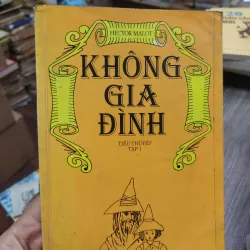 HECTOR MALOT
KHÔNG
GIA
ĐÌNH
TIỂU THUYẾT
TẬP 1